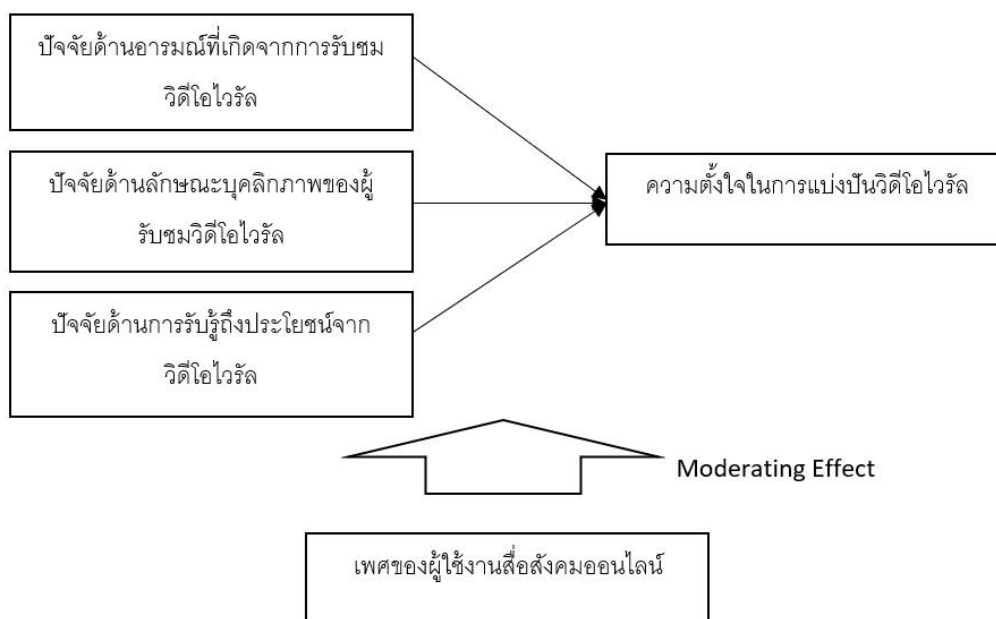 ปัจจัยด้านอารมณ์ที่เกิดจากการรับชม
วิดีโอไวรัล
ปัจจัยด้านลักษณะบุคลิกภาพของผู้
รับชมวิดีโอไวรัล
ปัจจัยด้านการรับรู้ถึงประโยชน์จาก
วิดีโอไวรัล
ความตั้งใจในการแบ่งปันวิดีโอไวรัล
Moderating Effect
เพศของผู้ใช้งานสื่อสังคมออนไลน์